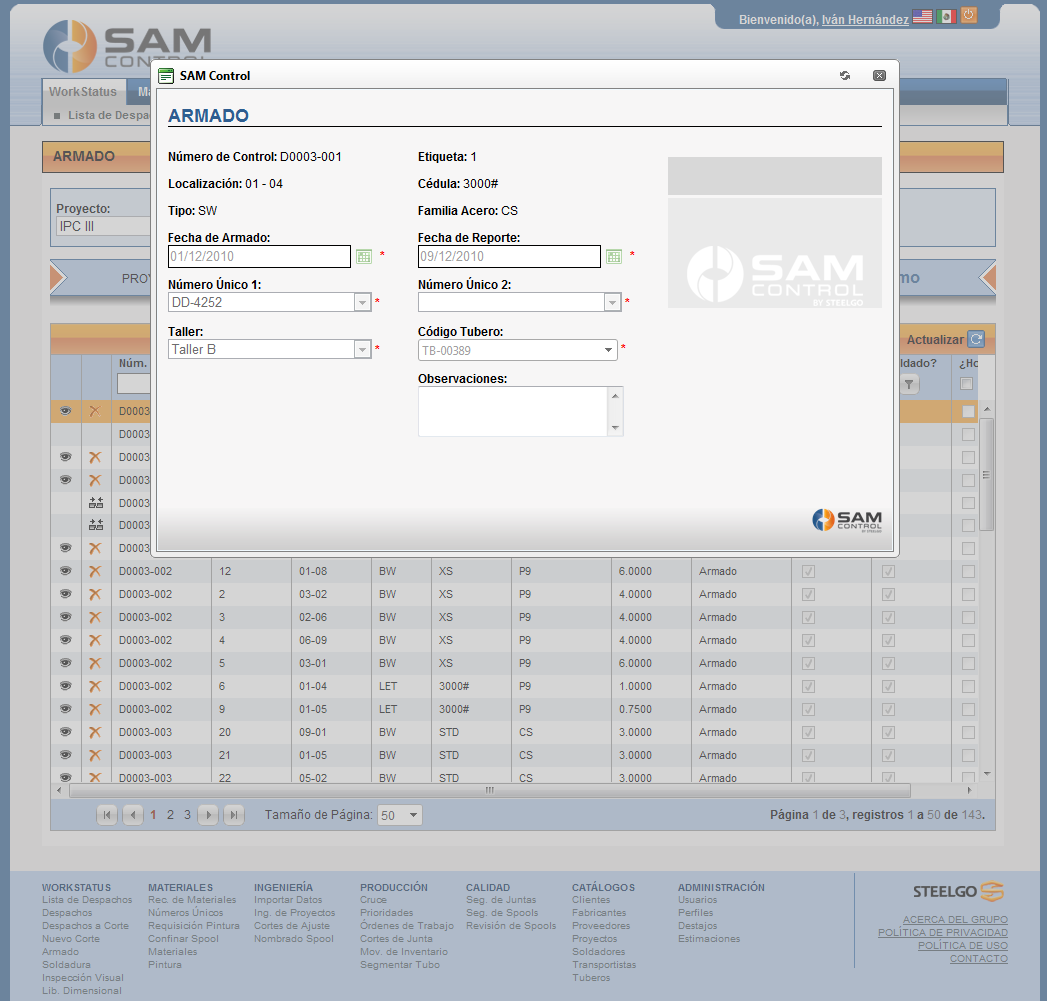 Bienvenido(a), Iván Hernández
SAM
CONTROL
WorkStatus
Lista de Despa
ARMADO
Proyecto:
IPC III
SAM Control
ARMADO
Número de Control: D0003-001
Etiqueta: 1
Localización: 01 - 04
Cédula: 3000#
Tipo: SW
Familia Acero: CS
Fecha de Armado:
Fecha de Reporte:
01/12/2010 *
09/12/2010 *
Número Único 1:
Número Único 2:
DD-4252 *
*
Taller:
Código Tubero:
Taller B *
TB-00389 *
Observaciones:
SAM
CONTROL
BY STEELGO
SAM
CONTROL
BY STEELGO
Actualizar
Núm.
ldado? ¿Ho
D0003
D0003
D0003
D0003
D0003
D0003
D0003
D0003-002 12 01-08 BW XS P9 6.0000 Armado
D0003-002 2 03-02 BW XS P9 4.0000 Armado
D0003-002 3 02-06 BW XS P9 4.0000 Armado
D0003-002 4 06-09 BW XS P9 4.0000 Armado
D0003-002 5 03-01 BW XS P9 6.0000 Armado
D0003-002 6 01-04 LET 3000# P9 1.0000 Armado
D0003-002 9 01-05 LET 3000# P9 0.7500 Armado
D0003-003 20 09-01 BW STD CS 3.0000 Armado
D0003-003 21 01-05 BW STD CS 3.0000 Armado
D0003-003 22 05-02 BW STD CS 3.0000 Armado
1 2 3 Tamaño de Página: 50
Página 1 de 3, registros 1 a 50 de 143.
WORKSTATUS
Lista de Despachos
Despachos
Despachos a Corte
Nuevo Corte
Armado
Soldadura
Inspección Visual
Lib. Dimensional
MATERIALES
Rec. de Materiales
Números Únicos
Requisición Pintura
Confinar Spool
Materiales
Pintura
INGENIERÍA
Importar Datos
Ing. de Proyectos
Cortes de Ajuste
Nombrado Spool
PRODUCCIÓN
Cruce
Prioridades
Órdenes de Trabajo
Cortes de Junta
Mov. de Inventario
Segmentar Tubo
CALIDAD
Seg. de Juntas
Seg. de Spools
Revisión de Spools
CATÁLOGOS
Clientes
Fabricantes
Proveedores
Proyectos
Soldadores
Transportistas
Tuberos
ADMINISTRACIÓN
Usuarios
Perfiles
Destajos
Estimaciones
STEELGO
ACERCA DEL GRUPO
POLÍTICA DE PRIVACIDAD
POLÍTICA DE USO
CONTACTO